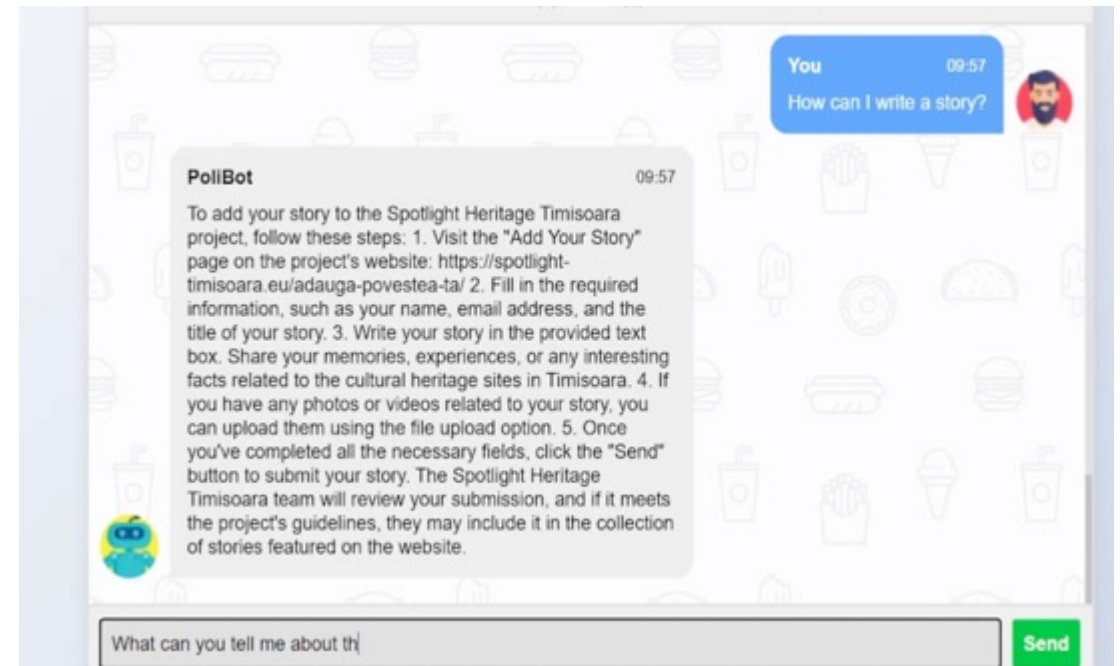 You 09:57
How can I write a story?
PoliBot 09:57
To add your story to the Spotlight Heritage Timisoara
project, follow these steps: 1. Visit the "Add Your Story"
page on the project's website: https://spotlight-
timisoara.eu/adauga-povestea-ta/ 2. Fill in the required
information, such as your name, email address, and the
title of your story. 3. Write your story in the provided text
box. Share your memories, experiences, or any interesting
facts related to the cultural heritage sites in Timisoara. 4. If
you have any photos or videos related to your story, you
can upload them using the file upload option. 5. Once
you've completed all the necessary fields, click the "Send"
button to submit your story. The Spotlight Heritage
Timisoara team will review your submission, and if it meets
the project's guidelines, they may include it in the collection
of stories featured on the website.
What can you tell me about th
Send